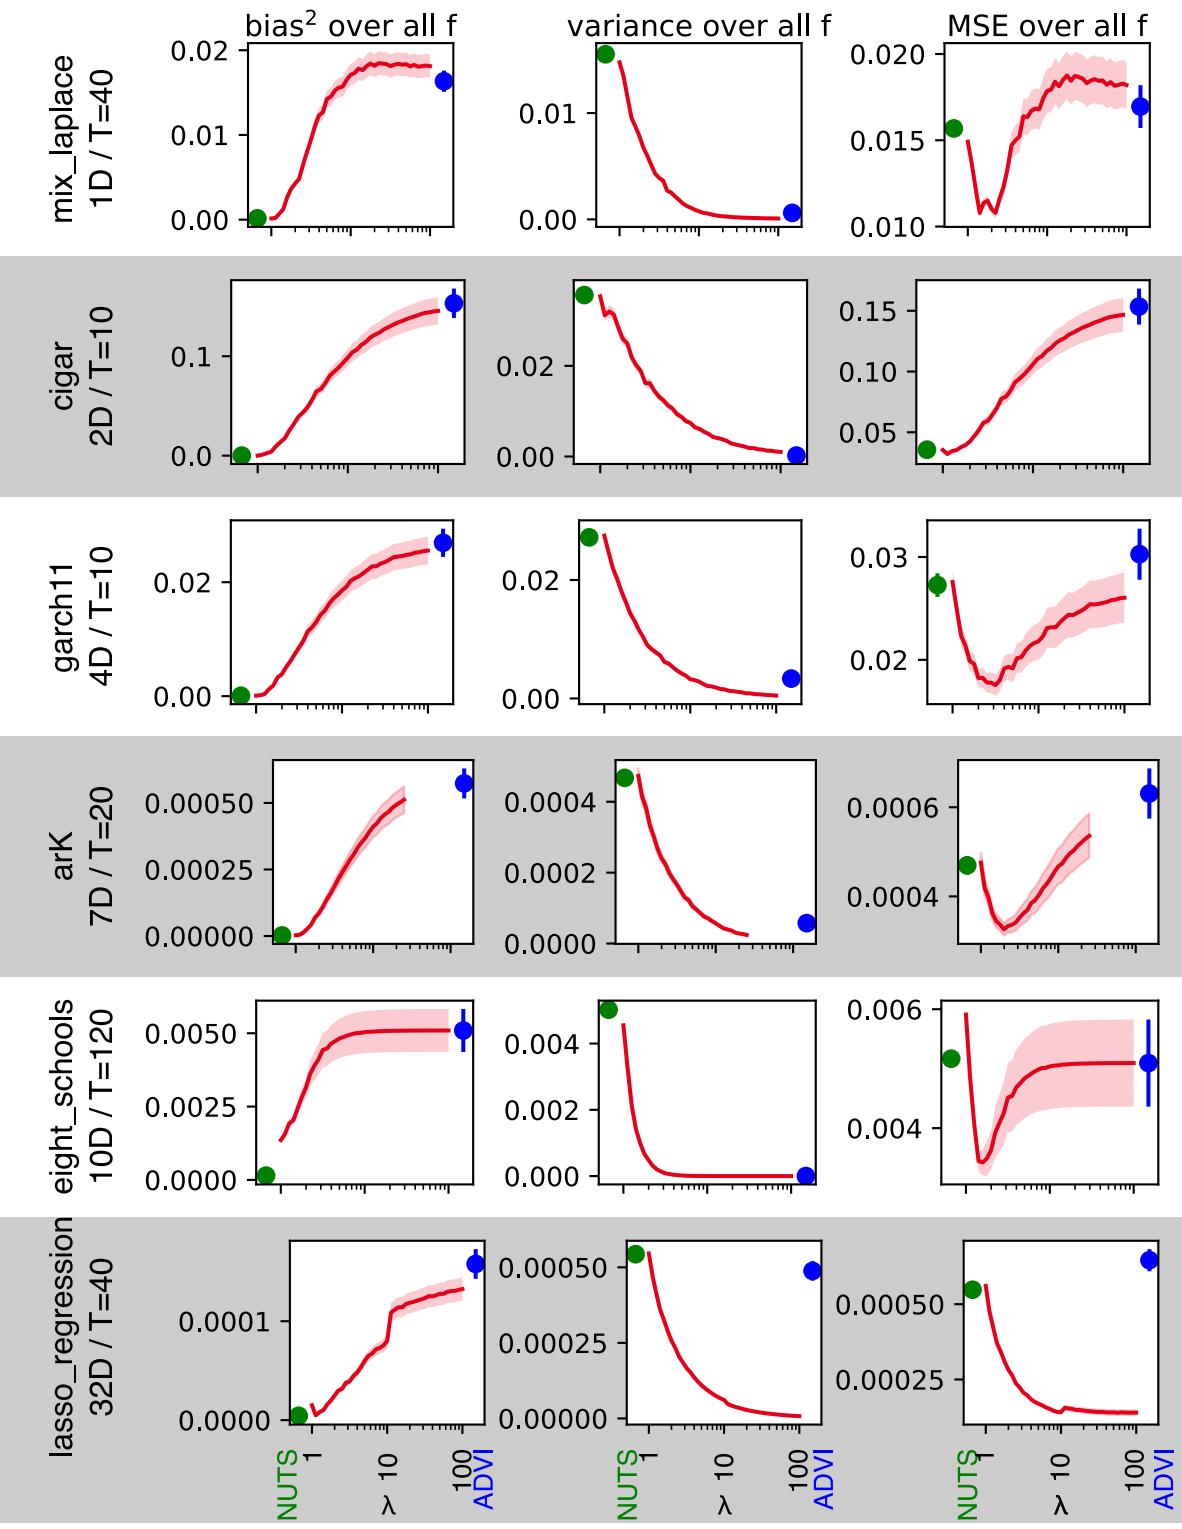 bias² over all f
variance over all f
MSE over all f
mix_laplace
1D / T=40
0.02
0.01
0.00
0.01
0.00
0.020
0.015
0.010
cigar
2D / T=10
0.1
0.0
0.02
0.00
0.15
0.10
0.05
garch11
4D / T=10
0.02
0.00
0.02
0.00
0.03
0.02
arK
7D / T=20
0.00050
0.00025
0.00000
0.0004
0.0002
0.0000
0.0006
0.0004
eight_schools
10D / T=120
0.0050
0.0025
0.0000
0.004
0.002
0.000
0.006
0.004
lasso_regression
32D / T=40
0.0001
0.0000
0.00050
0.00025
0.00000
0.00050
0.00025
NUTS
1
10
100
ADVI
λ
NUTS
1
10
100
ADVI
λ
NUTS
1
10
100
ADVI
λ